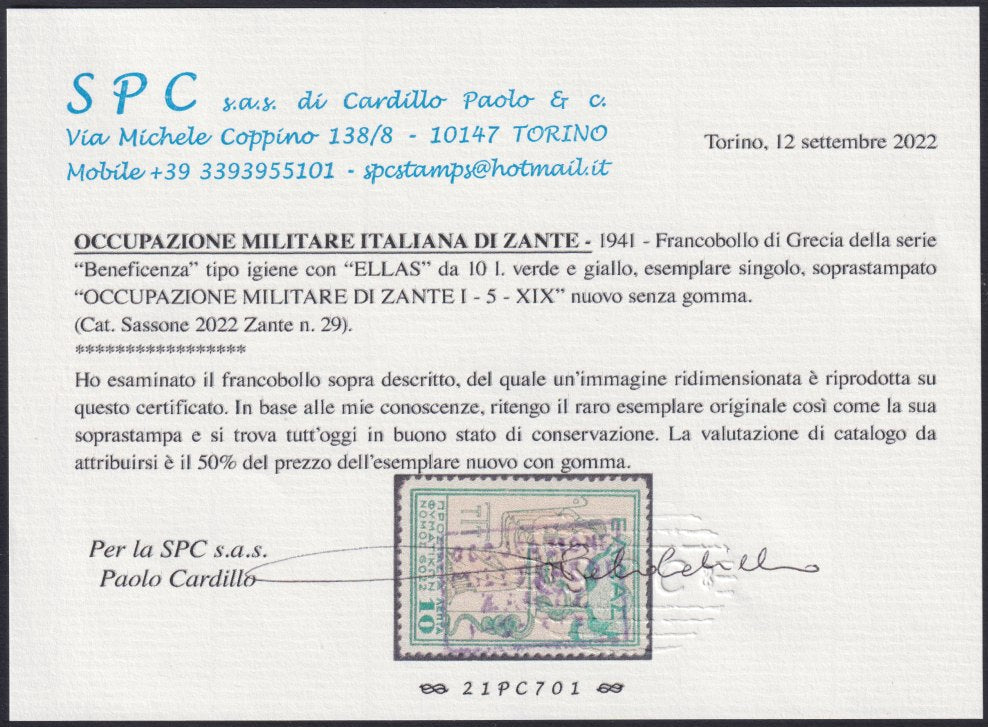 SPC s.a.s. di Cardillo Paolo & c.
Via Michele Coppino 138/8 - 10147 TORINO
Mobile +39 3393955101 - spcstamps@hotmail.it
Torino, 12 settembre 2022
OCCUPAZIONE MILITARE ITALIANA DI ZANTE - 1941 - Francobollo di Grecia della serie
“Beneficenza” tipo igiene con “ELLAS” da 10 l. verde e giallo, esemplare singolo, soprastampato
“OCCUPAZIONE MILITARE DI ZANTE I - 5 - XIX” nuovo senza gomma.
(Cat. Sassone 2022 Zante n. 29).
*****************
Ho esaminato il francobollo sopra descritto, del quale un’immagine ridimensionata è riprodotta su
questo certificato. In base alle mie conoscenze, ritengo il raro esemplare originale così come la sua
soprastampa e si trova tutt’oggi in buono stato di conservazione. La valutazione di catalogo da
attribuirsi è il 50% del prezzo dell’esemplare nuovo con gomma.
Per la SPC s.a.s.
Paolo Cardillo
ΕΛΛΑΣ
ΛΕΠΤΑ 10
21PC701